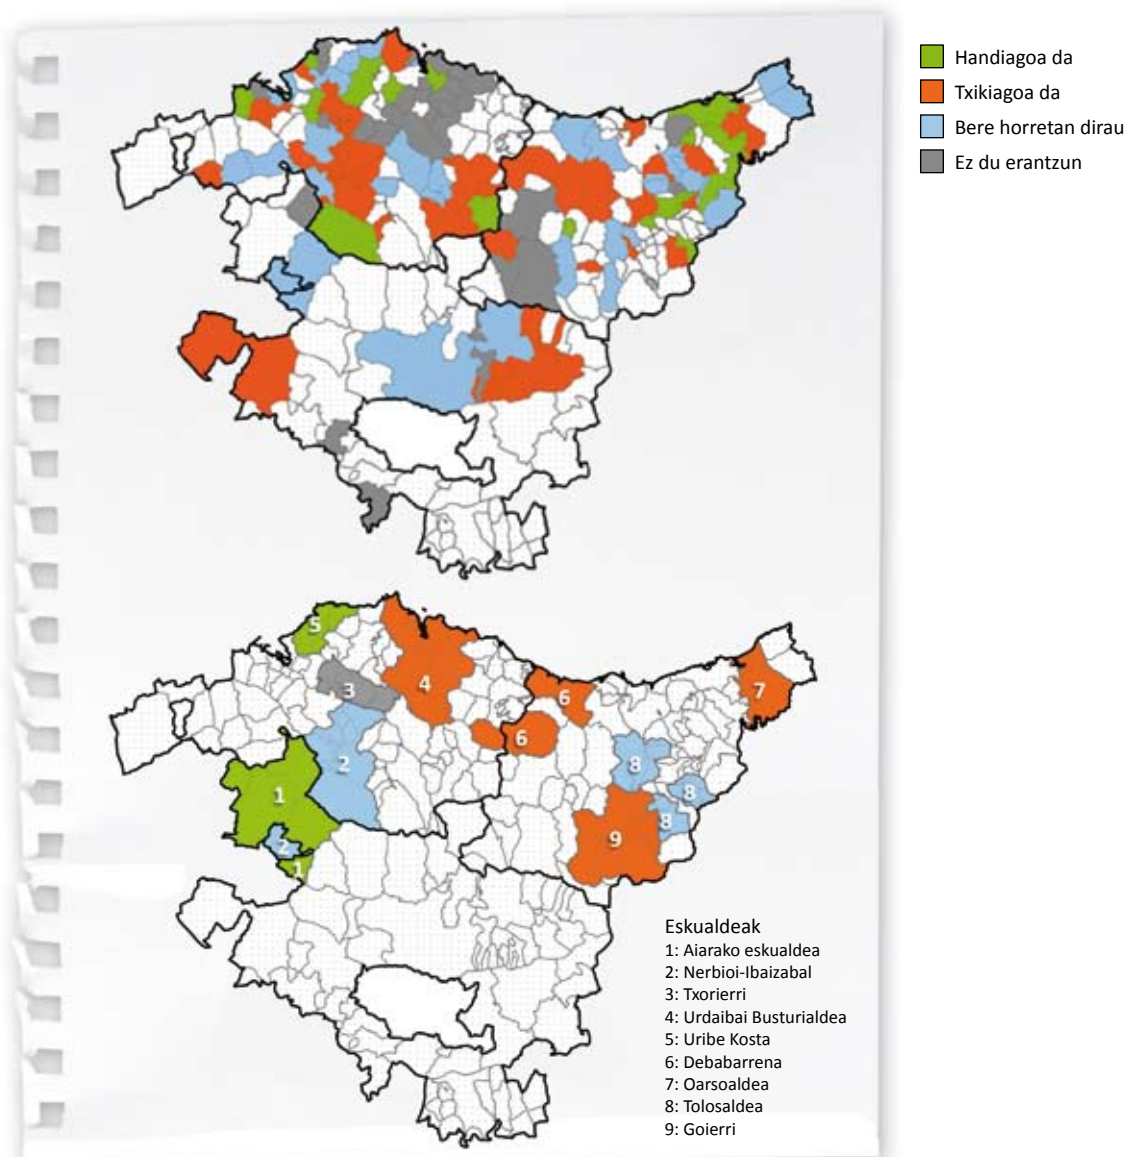 Handiagoa da
Txikiagoa da
Bere horretan dirau
Ez du erantzun
5
4
3
6
7
6
2
8
1
8
8
9
2
1
Eskualdeak
1: Aiarako eskualdea
2: Nerbioi-Ibaizabal
3: Txorierri
4: Urdaibai Busturialdea
5: Uribe Kosta
6: Debabarrena
7: Oarsoaldea
8: Tolosaldea
9: Goierri